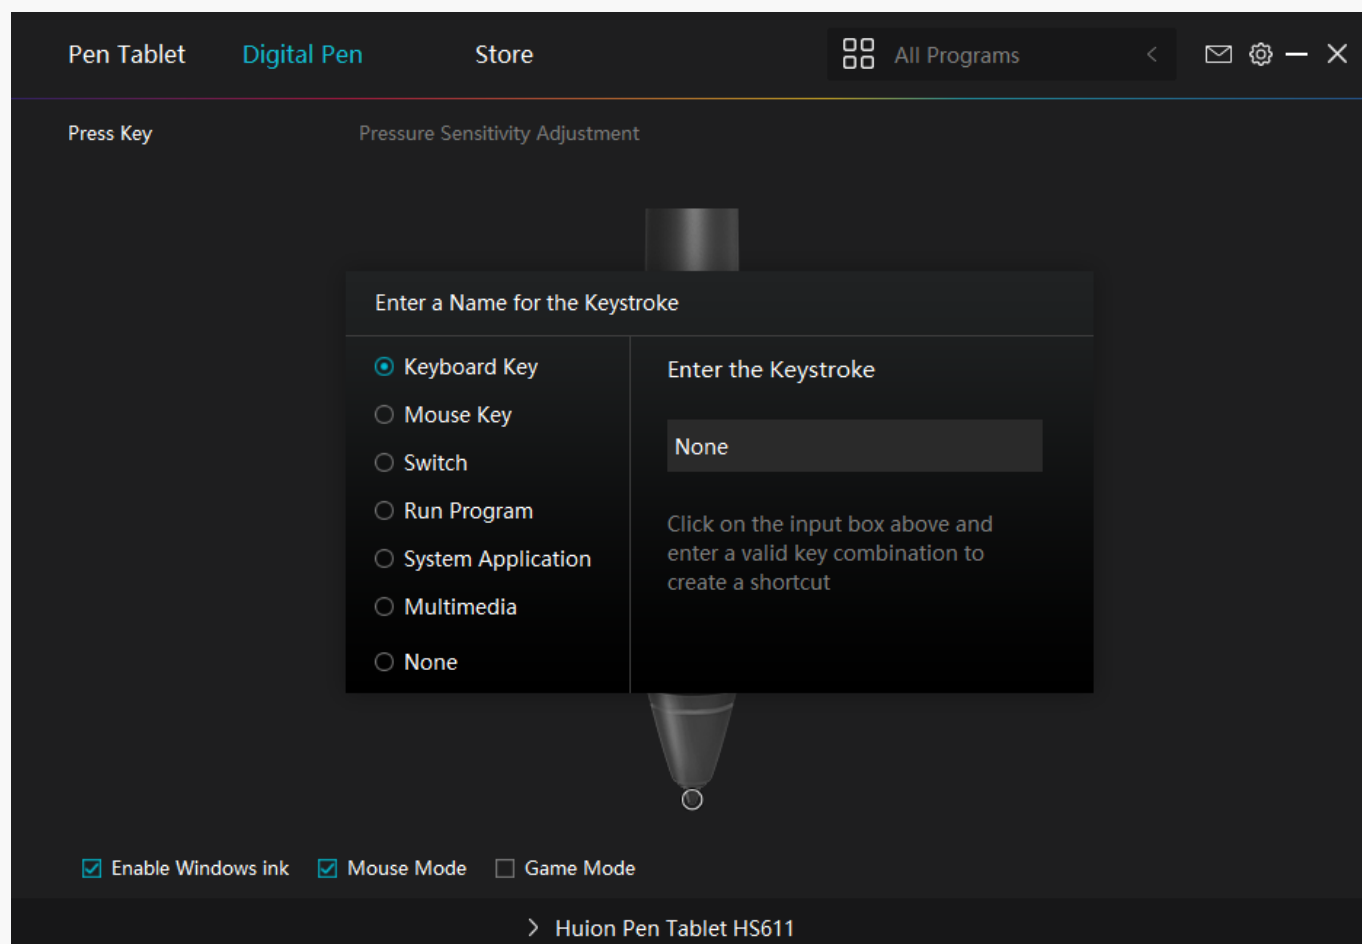 Pen Tablet Digital Pen Store All Programs
Press Key Pressure Sensitivity Adjustment
Enter a Name for the Keystroke
Keyboard Key
Mouse Key
Switch
Run Program
System Application
Multimedia
None
Enter the Keystroke
None
Click on the input box above and
enter a valid key combination to
create a shortcut
Enable Windows ink Mouse Mode Game Mode
Huion Pen Tablet HS611